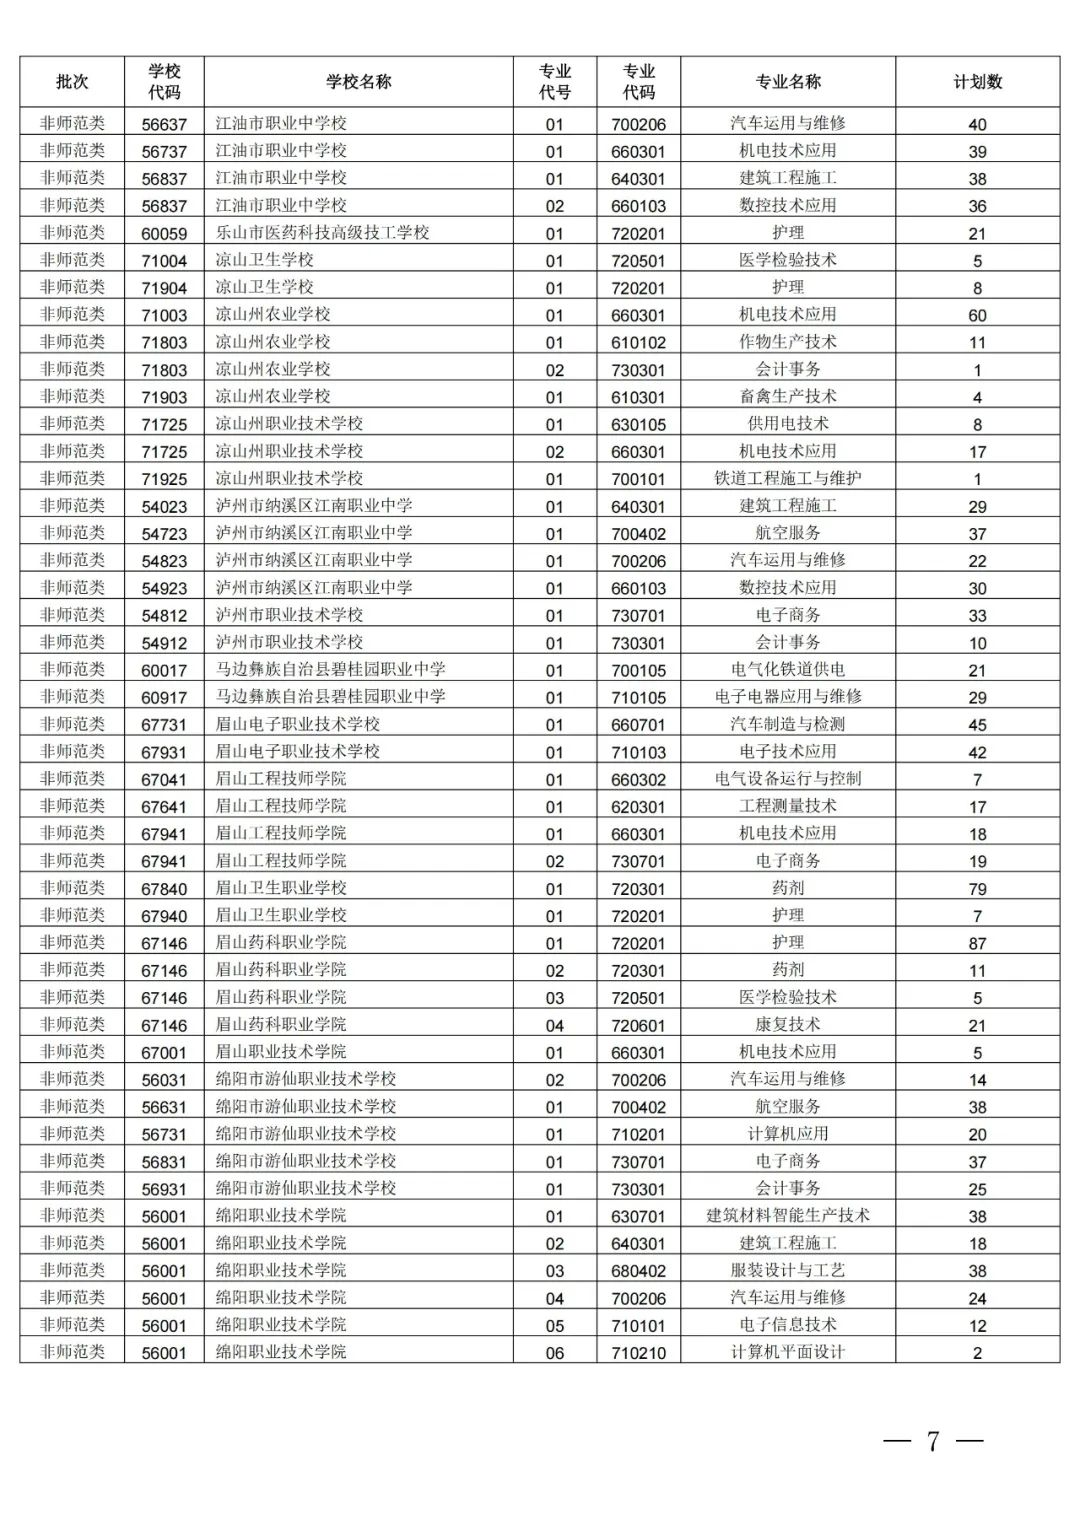 批次 学校代码 学校名称 专业代号 专业代码 专业名称 计划数
非师范类 56637 江油市职业中学校 01 700206 汽车运用与维修 40
非师范类 56737 江油市职业中学校 01 660301 机电技术应用 39
非师范类 56837 江油市职业中学校 01 640301 建筑工程施工 38
非师范类 56837 江油市职业中学校 02 660103 数控技术应用 36
非师范类 60059 乐山市医药科技高级技工学校 01 720201 护理 21
非师范类 71004 凉山卫生学校 01 720501 医学检验技术 5
非师范类 71904 凉山卫生学校 01 720201 护理 8
非师范类 71003 凉山州农业学校 01 660301 机电技术应用 60
非师范类 71803 凉山州农业学校 01 610102 作物生产技术 11
非师范类 71803 凉山州农业学校 02 730301 会计事务 1
非师范类 71903 凉山州农业学校 01 610301 畜禽生产技术 4
非师范类 71725 凉山州职业技术学校 01 630105 供用电技术 8
非师范类 71725 凉山州职业技术学校 02 660301 机电技术应用 17
非师范类 71925 凉山州职业技术学校 01 700101 铁道工程施工与维护 1
非师范类 54023 泸州市纳溪区江南职业中学 01 640301 建筑工程施工 29
非师范类 54723 泸州市纳溪区江南职业中学 01 700402 航空服务 37
非师范类 54823 泸州市纳溪区江南职业中学 01 700206 汽车运用与维修 22
非师范类 54923 泸州市纳溪区江南职业中学 01 660103 数控技术应用 30
非师范类 54812 泸州市职业技术学校 01 730701 电子商务 33
非师范类 54912 泸州市职业技术学校 01 730301 会计事务 10
非师范类 60017 马边彝族自治县碧桂园职业中学 01 700105 电气化铁道供电 21
非师范类 60917 马边彝族自治县碧桂园职业中学 01 710105 电子电器应用与维修 29
非师范类 67731 眉山电子职业技术学校 01 660701 汽车制造与检测 45
非师范类 67931 眉山电子职业技术学校 01 710103 电子技术应用 42
非师范类 67041 眉山工程技师学院 01 660302 电气设备运行与控制 7
非师范类 67641 眉山工程技师学院 01 620301 工程测量技术 17
非师范类 67941 眉山工程技师学院 01 660301 机电技术应用 18
非师范类 67941 眉山工程技师学院 02 730701 电子商务 19
非师范类 67840 眉山卫生职业学校 01 720301 药剂 79
非师范类 67940 眉山卫生职业学校 01 720201 护理 7
非师范类 67146 眉山药科职业学院 01 720201 护理 87
非师范类 67146 眉山药科职业学院 02 720301 药剂 11
非师范类 67146 眉山药科职业学院 03 720501 医学检验技术 5
非师范类 67146 眉山药科职业学院 04 720601 康复技术 21
非师范类 67001 眉山职业技术学院 01 660301 机电技术应用 5
非师范类 56031 绵阳市游仙职业技术学校 02 700206 汽车运用与维修 14
非师范类 56631 绵阳市游仙职业技术学校 01 700402 航空服务 38
非师范类 56731 绵阳市游仙职业技术学校 01 710201 计算机应用 20
非师范类 56831 绵阳市游仙职业技术学校 01 730701 电子商务 37
非师范类 56931 绵阳市游仙职业技术学校 01 730301 会计事务 25
非师范类 56001 绵阳职业技术学院 01 630701 建筑材料智能生产技术 38
非师范类 56001 绵阳职业技术学院 02 640301 建筑工程施工 18
非师范类 56001 绵阳职业技术学院 03 680402 服装设计与工艺 38
非师范类 56001 绵阳职业技术学院 04 700206 汽车运用与维修 24
非师范类 56001 绵阳职业技术学院 05 710101 电子信息技术 12
非师范类 56001 绵阳职业技术学院 06 710210 计算机平面设计 2
— 7 —